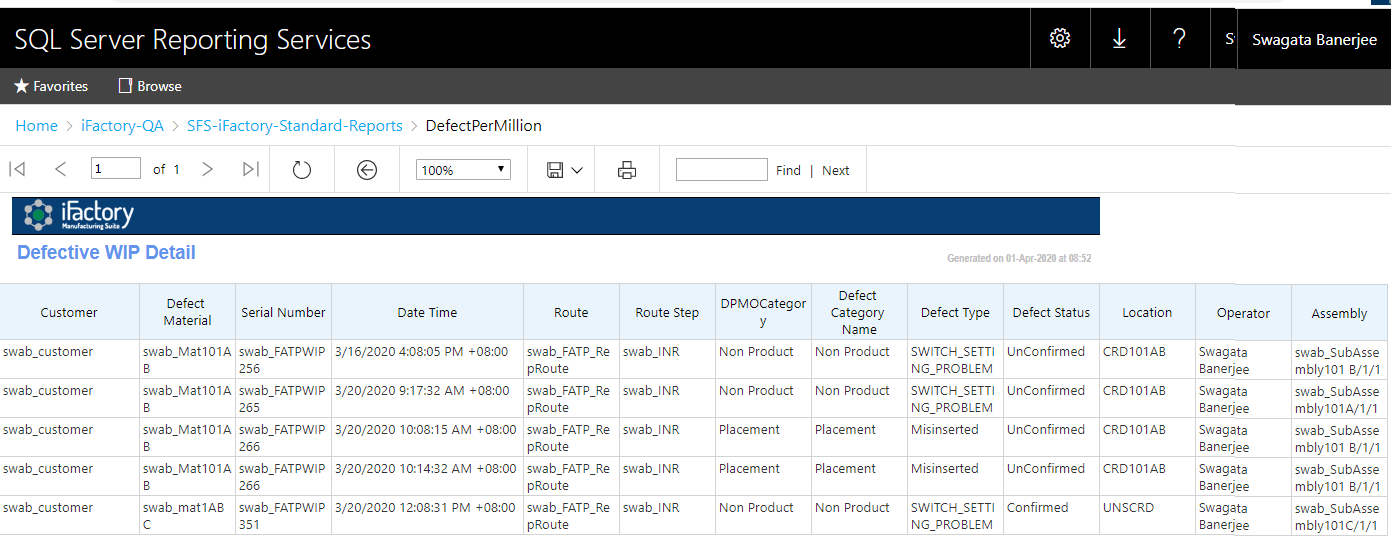 SQL Server Reporting Services
Swagata Banerjee
Favorites Browse
Home > iFactory-QA > SFS-iFactory-Standard-Reports > DefectPerMillion
1 of 1 100% Find | Next
iFactory
Manufacturing Suite
Defective WIP Detail
Generated on 01-Apr-2020 at 08:52
Customer Defect Material Serial Number Date Time Route Route Step DPMOCategory Defect Category Name Defect Type Defect Status Location Operator Assembly
swab_customer swab_Mat101AB swab_FATPWIP256 3/16/2020 4:08:05 PM +08:00 swab_FATP_RepRoute swab_INR Non Product Non Product SWITCH_SETTING_PROBLEM UnConfirmed CRD101AB Swagata Banerjee swab_SubAssembly101 B/1/1
swab_customer swab_Mat101AB swab_FATPWIP265 3/20/2020 9:17:32 AM +08:00 swab_FATP_RepRoute swab_INR Non Product Non Product SWITCH_SETTING_PROBLEM UnConfirmed CRD101AB Swagata Banerjee swab_SubAssembly101A/1/1
swab_customer swab_Mat101AB swab_FATPWIP266 3/20/2020 10:08:15 AM +08:00 swab_FATP_RepRoute swab_INR Placement Placement Misinserted UnConfirmed CRD101AB Swagata Banerjee swab_SubAssembly101 B/1/1
swab_customer swab_Mat101AB swab_FATPWIP266 3/20/2020 10:14:32 AM +08:00 swab_FATP_RepRoute swab_INR Placement Placement Misinserted UnConfirmed CRD101AB Swagata Banerjee swab_SubAssembly101 B/1/1
swab_customer swab_mat1ABC swab_FATPWIP351 3/20/2020 12:08:31 PM +08:00 swab_FATP_RepRoute swab_INR Non Product Non Product SWITCH_SETTING_PROBLEM Confirmed UNSCRD Swagata Banerjee swab_SubAssembly101C/1/1